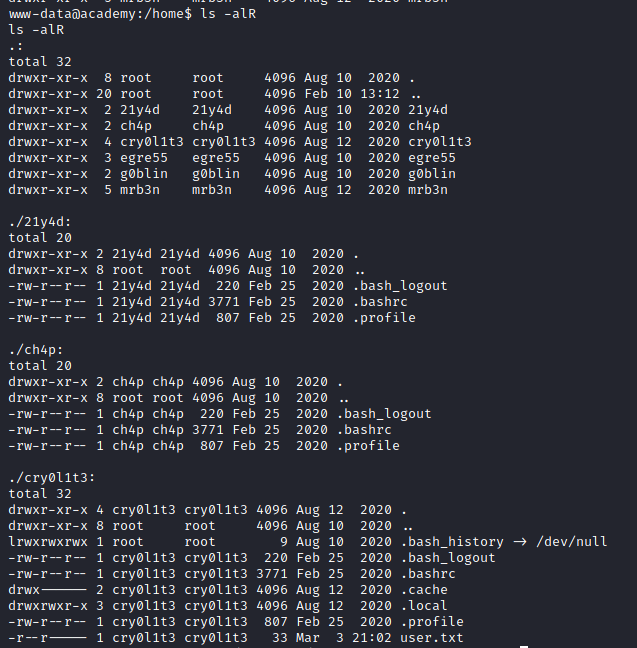 www-data@academy:/home$ ls -alR
ls -alR
.:
total 32
drwxr-xr-x  8 root     root     4096 Aug 10  2020 .
drwxr-xr-x 20 root     root     4096 Feb 10 13:12 ..
drwxr-xr-x  2 21y4d    21y4d    4096 Aug 10  2020 21y4d
drwxr-xr-x  2 ch4p     ch4p     4096 Aug 10  2020 ch4p
drwxr-xr-x  4 cry0l1t3 cry0l1t3 4096 Aug 12  2020 cry0l1t3
drwxr-xr-x  3 egre55   egre55   4096 Aug 10  2020 egre55
drwxr-xr-x  2 g0blin   g0blin   4096 Aug 10  2020 g0blin
drwxr-xr-x  5 mrb3n    mrb3n    4096 Aug 12  2020 mrb3n
./21y4d:
total 20
drwxr-xr-x 2 21y4d 21y4d 4096 Aug 10  2020 .
drwxr-xr-x 8 root  root  4096 Aug 10  2020 ..
-rw-r--r-- 1 21y4d 21y4d  220 Feb 25  2020 .bash_logout
-rw-r--r-- 1 21y4d 21y4d 3771 Feb 25  2020 .bashrc
-rw-r--r-- 1 21y4d 21y4d  807 Feb 25  2020 .profile
./ch4p:
total 20
drwxr-xr-x 2 ch4p ch4p 4096 Aug 10  2020 .
drwxr-xr-x 8 root root 4096 Aug 10  2020 ..
-rw-r--r-- 1 ch4p ch4p  220 Feb 25  2020 .bash_logout
-rw-r--r-- 1 ch4p ch4p 3771 Feb 25  2020 .bashrc
-rw-r--r-- 1 ch4p ch4p  807 Feb 25  2020 .profile
./cry0l1t3:
total 32
drwxr-xr-x 4 cry0l1t3 cry0l1t3 4096 Aug 12  2020 .
drwxr-xr-x 8 root     root     4096 Aug 10  2020 ..
lrwxrwxrwx 1 root     root        9 Aug 10  2020 .bash_history -> /dev/null
-rw-r--r-- 1 cry0l1t3 cry0l1t3  220 Feb 25  2020 .bash_logout
-rw-r--r-- 1 cry0l1t3 cry0l1t3 3771 Feb 25  2020 .bashrc
drwx------ 2 cry0l1t3 cry0l1t3 4096 Aug 12  2020 .cache
drwxrwxr-x 3 cry0l1t3 cry0l1t3 4096 Aug 12  2020 .local
-rw-r--r-- 1 cry0l1t3 cry0l1t3  807 Feb 25  2020 .profile
-r--r----- 1 cry0l1t3 cry0l1t3   33 Mar  3 21:02 user.txt